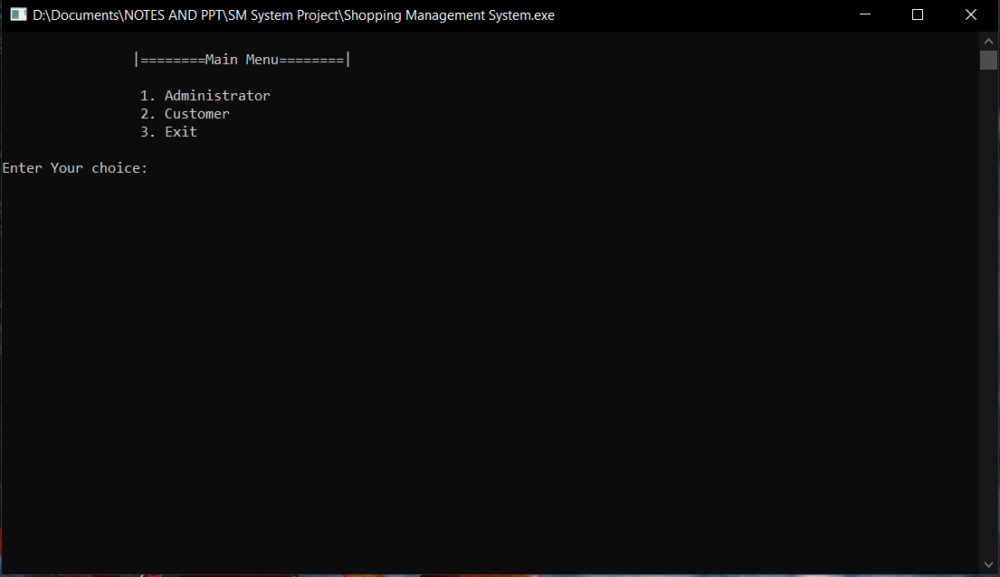 D:\Documents\NOTES AND PPT\SM System Project\Shopping Management System.exe
|========Main Menu========|
1. Administrator
2. Customer
3. Exit
Enter Your choice: